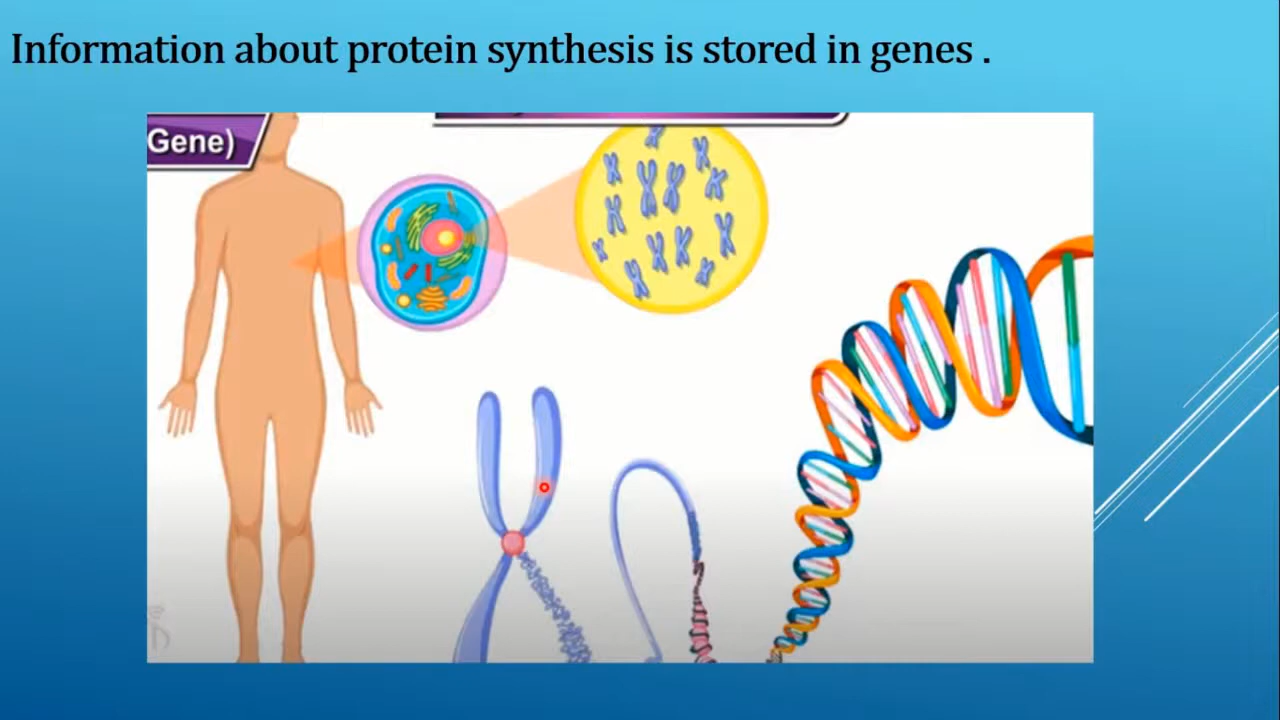 Information about protein synthesis is stored in genes .
Gene)